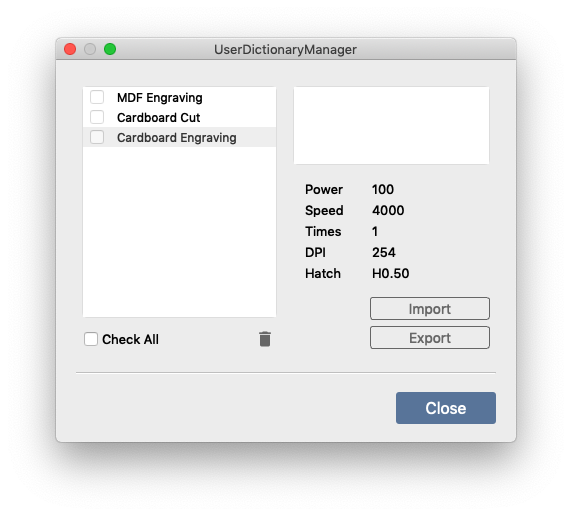 UserDictionaryManager
MDF Engraving
Cardboard Cut
Cardboard Engraving
Check All
Power 100
Speed 4000
Times 1
DPI 254
Hatch H0.50
Import
Export
Close